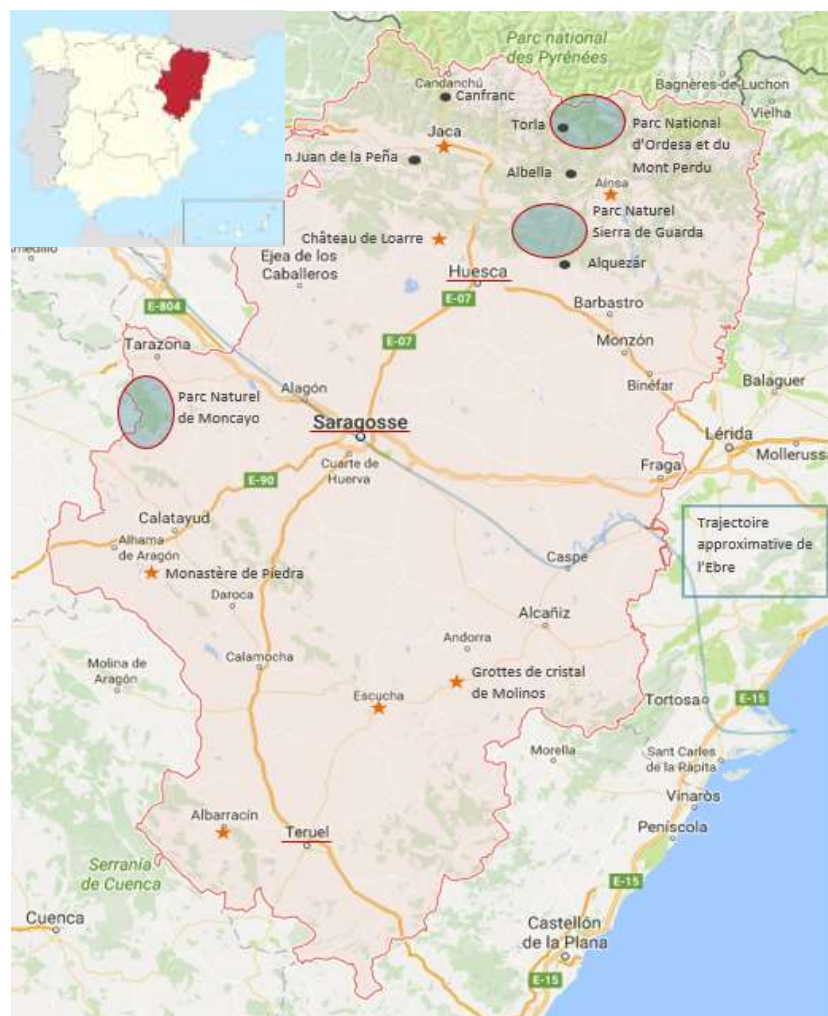 Parc national
des Pyrénées
Candanchú
Canfranc
Bagnères-de-Luchon
Vielha
Jaca
Torla
Parc National
d'Ordesa et du
Mont Perdu
n Juan de la Peña
Albella
Aínsa
Parc Naturel
Sierra de Guarda
Château de Loarre
Ejea de los
Caballeros
Huesca
Alquezar
E-07
E-804
Barbastro
E-07
Monzón
Tarazona
Binéfar
Balaguer
Alagón
Parc Naturel
de Moncayo
Saragosse
Lérida
Mollerussa
Cuarte de
Huerva
Fraga
E-90
Calatayud
Trajectoire
approximative de
l'Ebre
Alhama
de Aragón
Caspe
Monastère de Piedra
Daroca
Alcañiz
Andorra
Calamocha
Molina de
Aragón
Grottes de cristal
de Molinos
Escucha
Tortosa
E-15
Morella
Sant Carles
de la Ràpita
Vinaròs
Albarracín
Teruel
Peníscola
Serranía
de Cuenca
E-15
Cuenca
Castellón
de la Plana
E-15